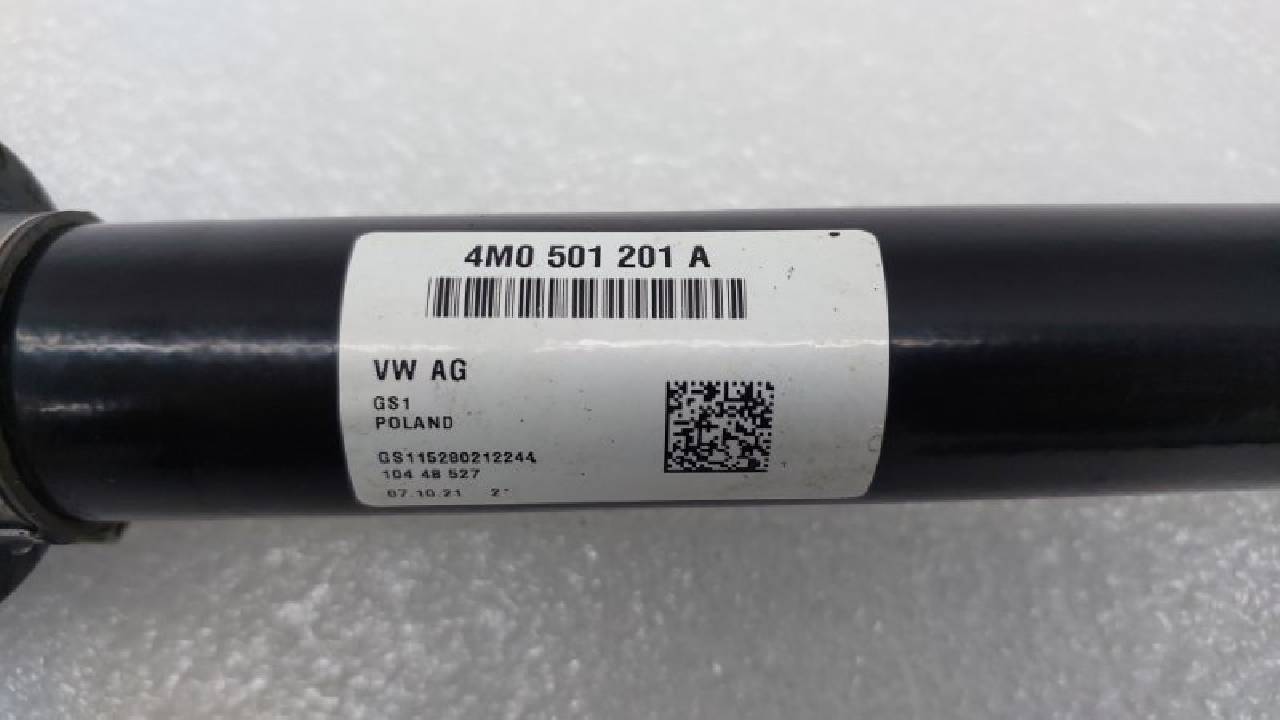 4M0 501 201 A
VW AG
GS1
POLAND
GS115280212244
104 48 527
07.10.21